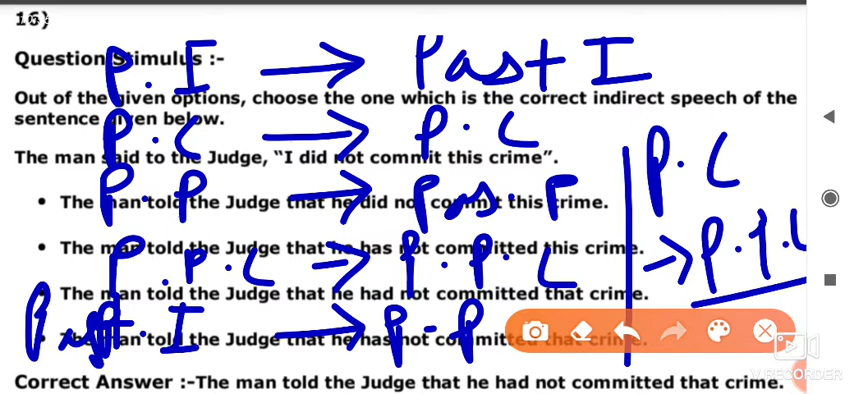 16)
Question Stimulus :-
P. I → Past I
Out of the given options, choose the one which is the correct indirect speech of the
sentence given below.
P. C → P. C
The man said to the Judge, "I did not commit this crime".
P. P → Pas. P
• The man told the Judge that he did not commit this crime.
• The man told the Judge that he has not committed this crime.
P. P. C → P. P. C
• The man told the Judge that he had not committed that crime.
Past. I → P - P
• The man told the Judge that he has not committed that crime.
Correct Answer :-The man told the Judge that he had not committed that crime.
P. C
→ P.
V RECORDER